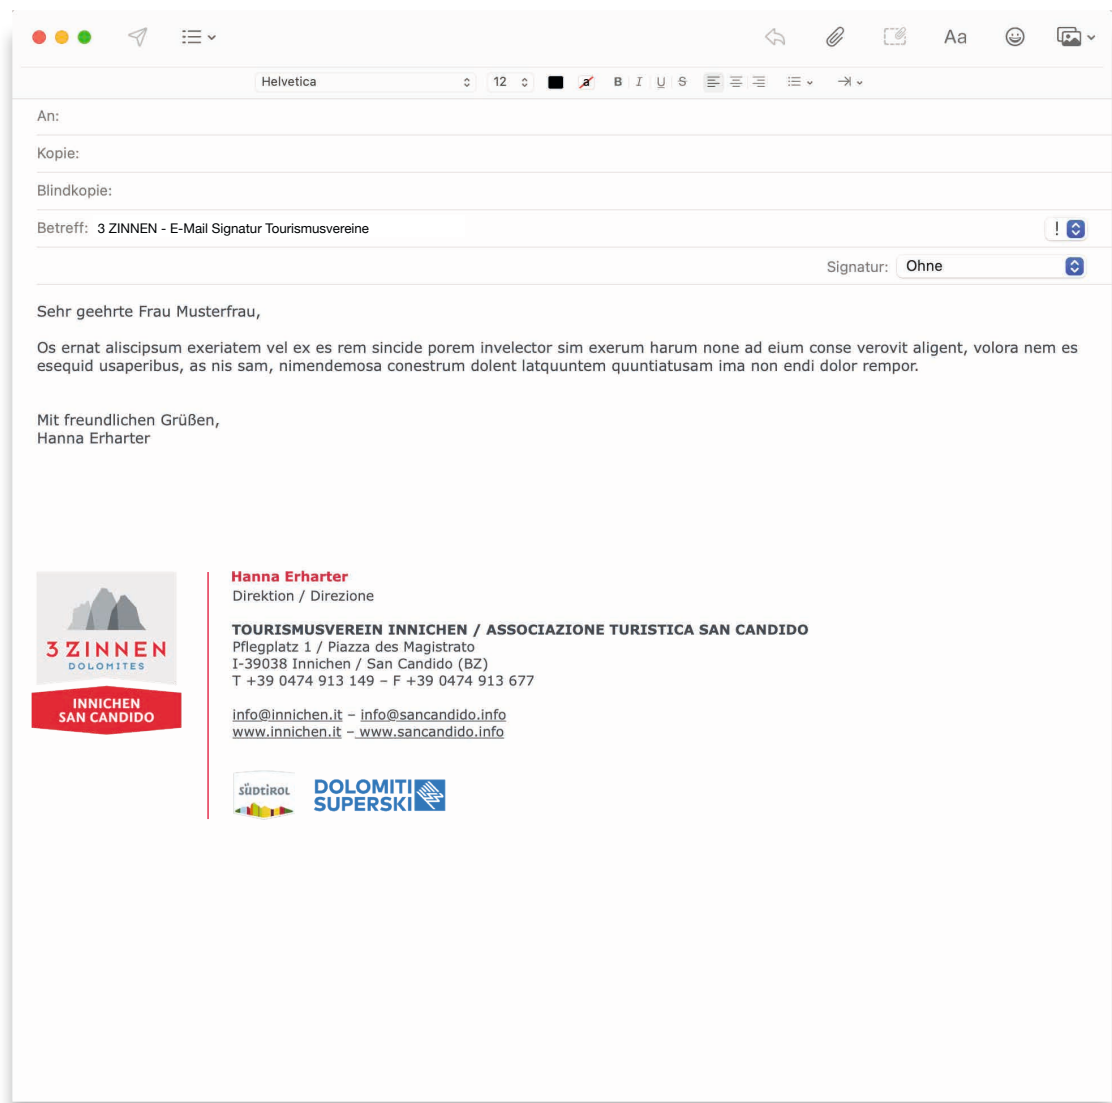 Aa
Helvetica
12
a
B I U S
An:
Kopie:
Blindkopie:
Betreff: 3 ZINNEN - E-Mail Signatur Tourismusvereine
!
Signatur: Ohne
Sehr geehrte Frau Musterfrau,
Os ernat aliscipsum exeriatem vel ex es rem sincide porem invelector sim exerum harum none ad eium conse verovit aligent, volora nem es
esequid usaperibus, as nis sam, nimendemosa conestrum dolent latquuntem quuntiatusam ima non endi dolor rempor.
Mit freundlichen Grüßen,
Hanna Erharter
3 ZINNEN
DOLOMITES
INNICHEN
SAN CANDIDO
Hanna Erharter
Direktion / Direzione
TOURISMUSVEREIN INNICHEN / ASSOCIAZIONE TURISTICA SAN CANDIDO
Pflegplatz 1 / Piazza des Magistrato
I-39038 Innichen / San Candido (BZ)
T +39 0474 913 149 – F +39 0474 913 677
info@innichen.it – info@sancandido.info
www.innichen.it – www.sancandido.info
SÜDTIROL
DOLOMITI
SUPERSKI